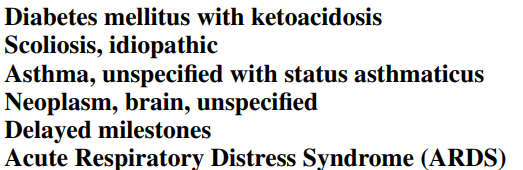 Diabetes mellitus with ketoacidosis
Scoliosis, idiopathic
Asthma, unspecified with status asthmaticus
Neoplasm, brain, unspecified
Delayed milestones
Acute Respiratory Distress Syndrome (ARDS)